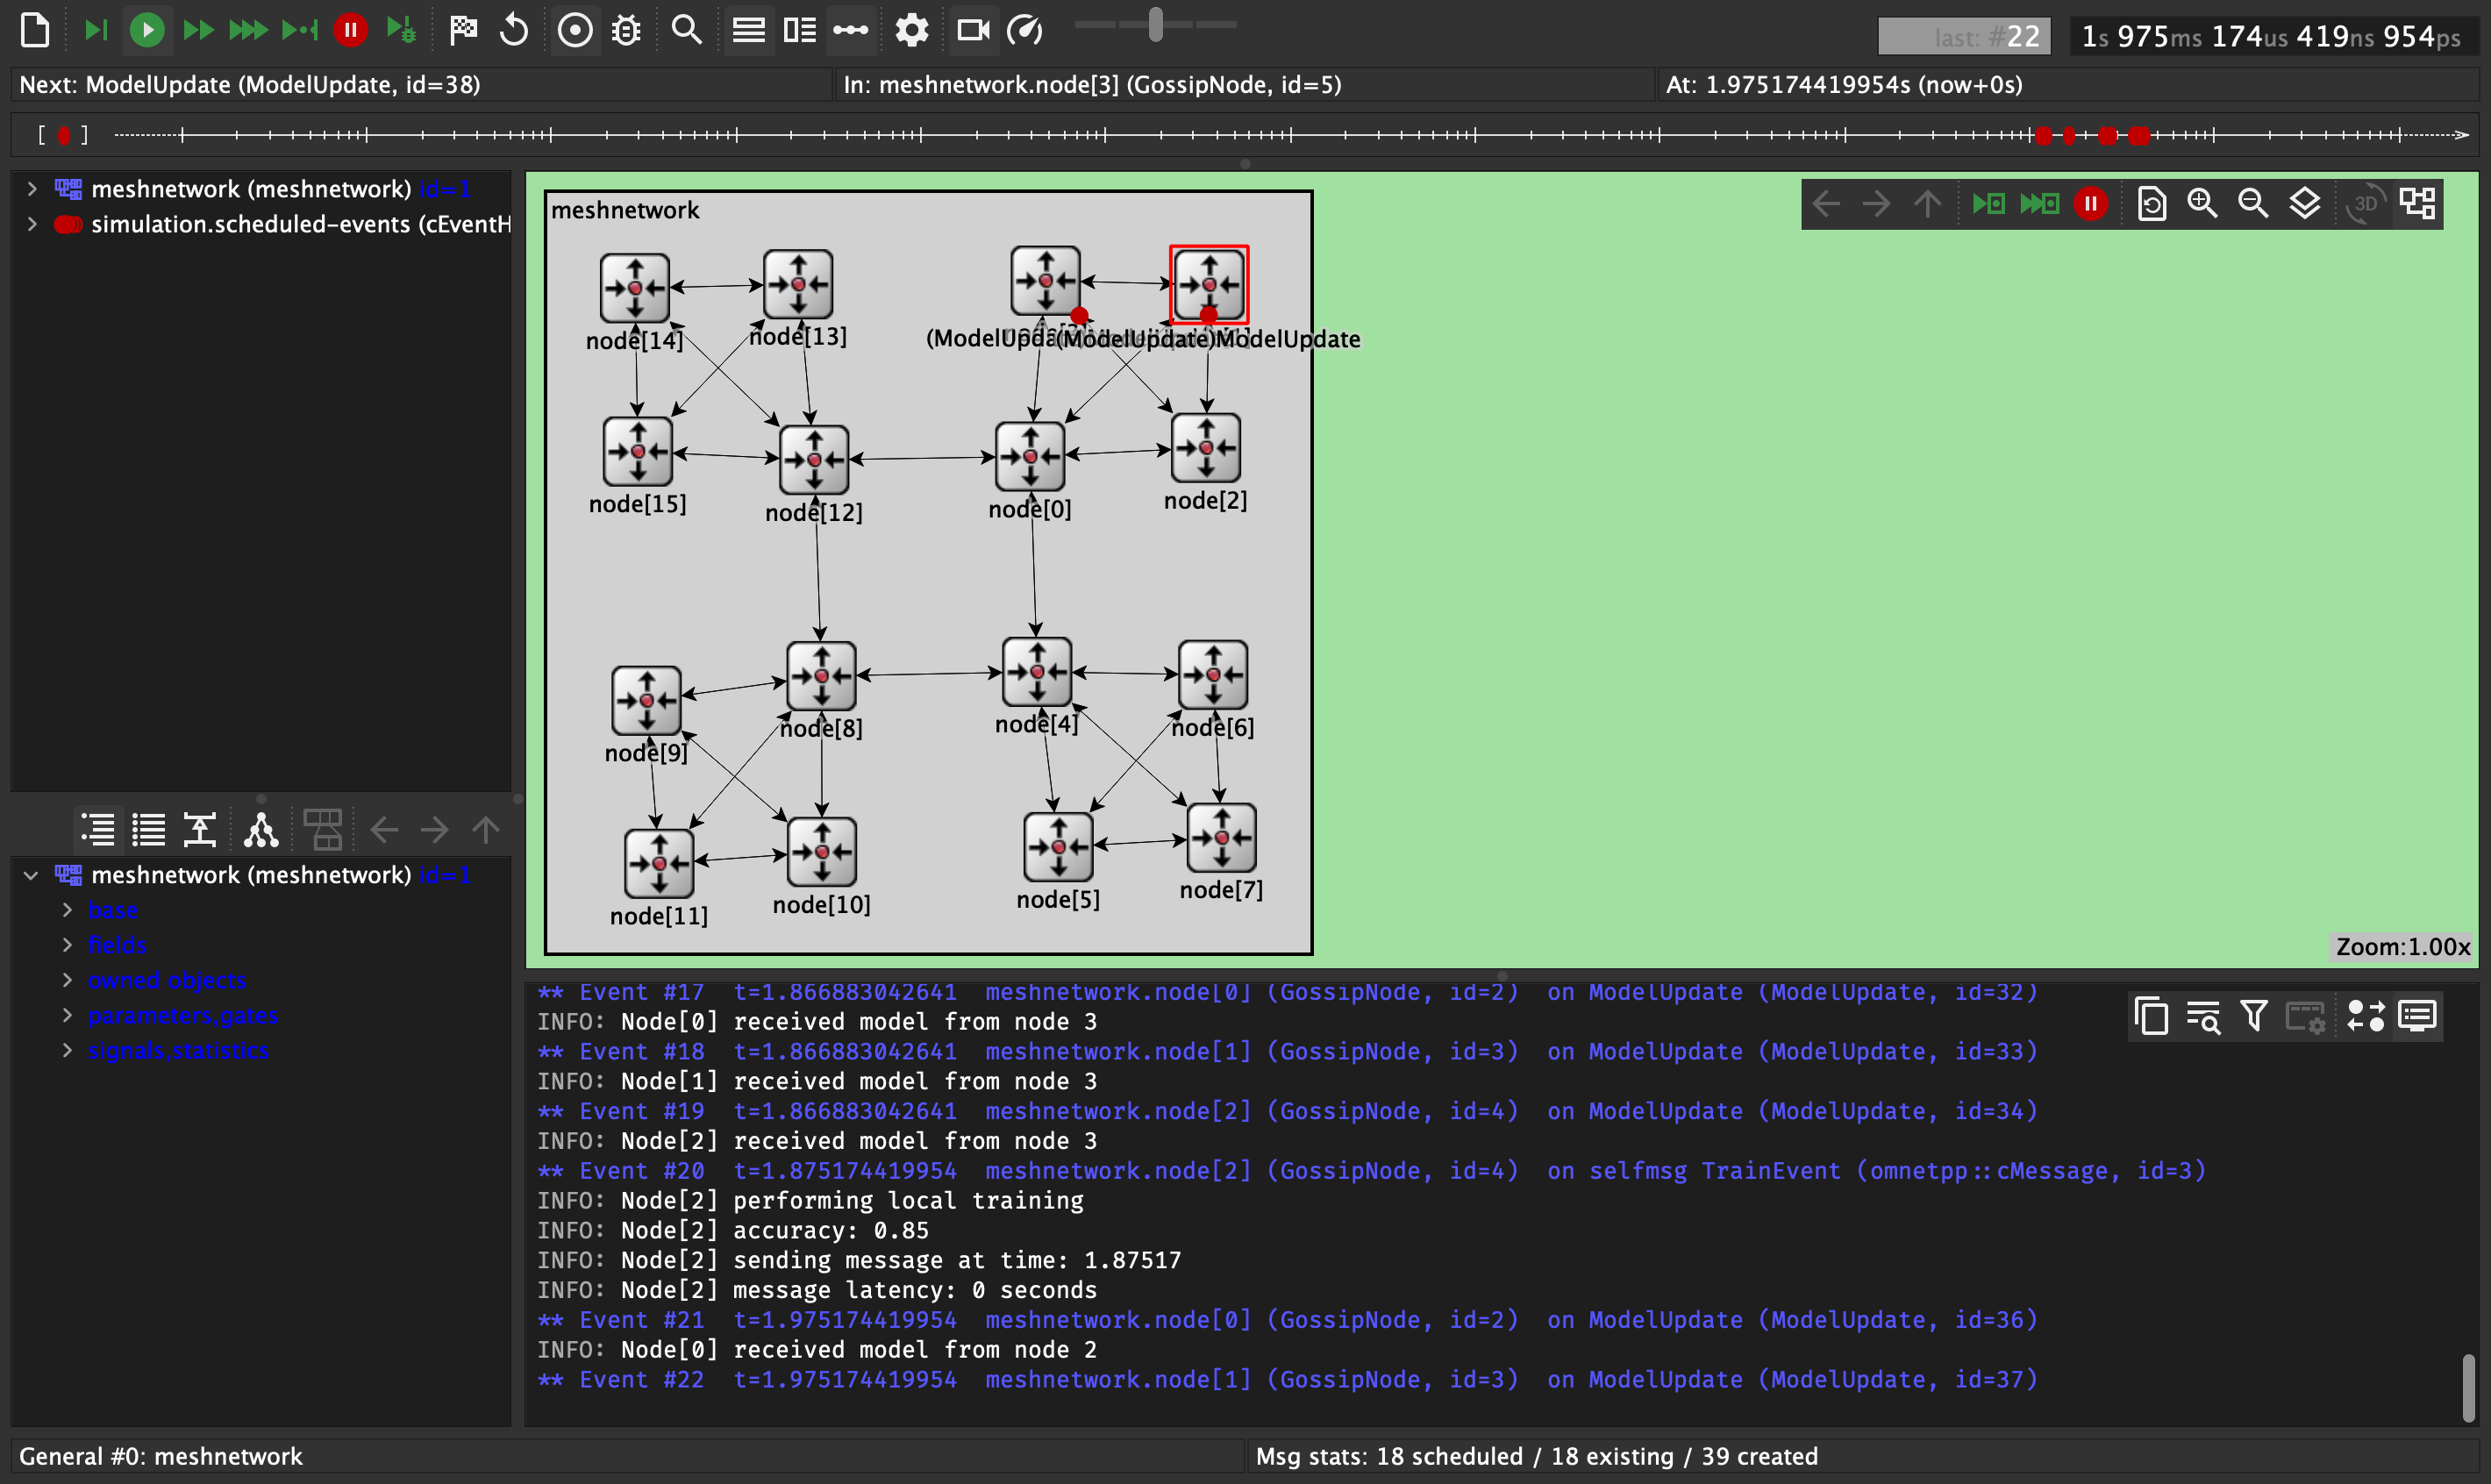 last: #22
1s 975ms 174us 419ns 954ps
Next: ModelUpdate (ModelUpdate, id=38)
In: meshnetwork.node[3] (GossipNode, id=5)
At: 1.975174419954s (now+0s)
[ ]
meshnetwork (meshnetwork) id=1
simulation.scheduled-events (cEventH
meshnetwork
3D
node[14]
node[13]
(ModelUpdate)
(ModelUpdate)
ModelUpdate
node[15]
node[12]
node[0]
node[2]
node[9]
node[8]
node[4]
node[6]
node[11]
node[10]
node[5]
node[7]
Zoom:1.00x
meshnetwork (meshnetwork) id=1
base
fields
owned objects
parameters,gates
signals,statistics
** Event #17 t=1.866883042641 meshnetwork.node[0] (GossipNode, id=2) on ModelUpdate (ModelUpdate, id=32)
INFO: Node[0] received model from node 3
** Event #18 t=1.866883042641 meshnetwork.node[1] (GossipNode, id=3) on ModelUpdate (ModelUpdate, id=33)
INFO: Node[1] received model from node 3
** Event #19 t=1.866883042641 meshnetwork.node[2] (GossipNode, id=4) on ModelUpdate (ModelUpdate, id=34)
INFO: Node[2] received model from node 3
** Event #20 t=1.875174419954 meshnetwork.node[2] (GossipNode, id=4) on selfmsg TrainEvent (omnetpp::cMessage, id=3)
INFO: Node[2] performing local training
INFO: Node[2] accuracy: 0.85
INFO: Node[2] sending message at time: 1.87517
INFO: Node[2] message latency: 0 seconds
** Event #21 t=1.975174419954 meshnetwork.node[0] (GossipNode, id=2) on ModelUpdate (ModelUpdate, id=36)
INFO: Node[0] received model from node 2
** Event #22 t=1.975174419954 meshnetwork.node[1] (GossipNode, id=3) on ModelUpdate (ModelUpdate, id=37)
General #0: meshnetwork
Msg stats: 18 scheduled / 18 existing / 39 created